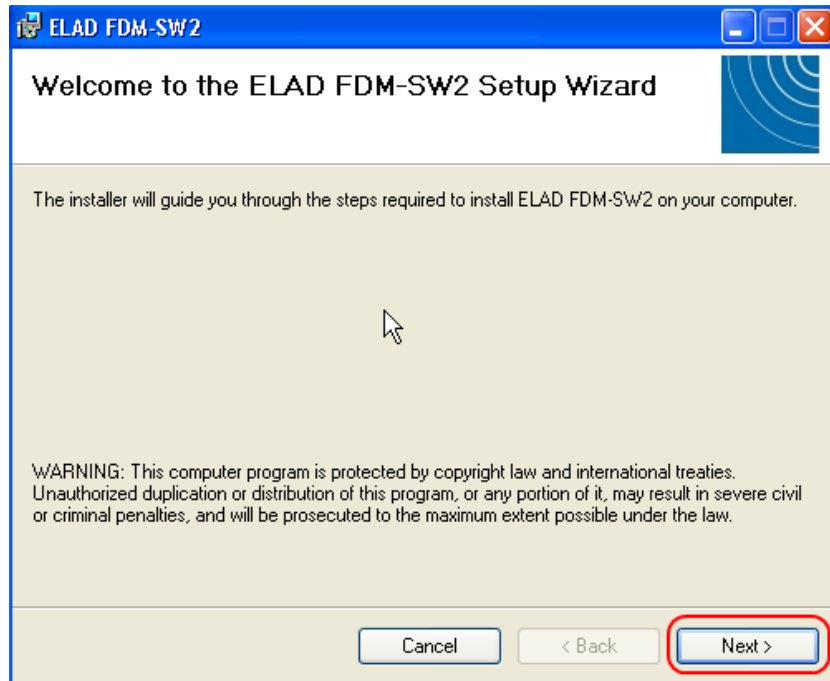 ELAD FDM-SW2
Welcome to the ELAD FDM-SW2 Setup Wizard
The installer will guide you through the steps required to install ELAD FDM-SW2 on your computer.
WARNING: This computer program is protected by copyright law and international treaties.
Unauthorized duplication or distribution of this program, or any portion of it, may result in severe civil
or criminal penalties, and will be prosecuted to the maximum extent possible under the law.
Cancel < Back Next >